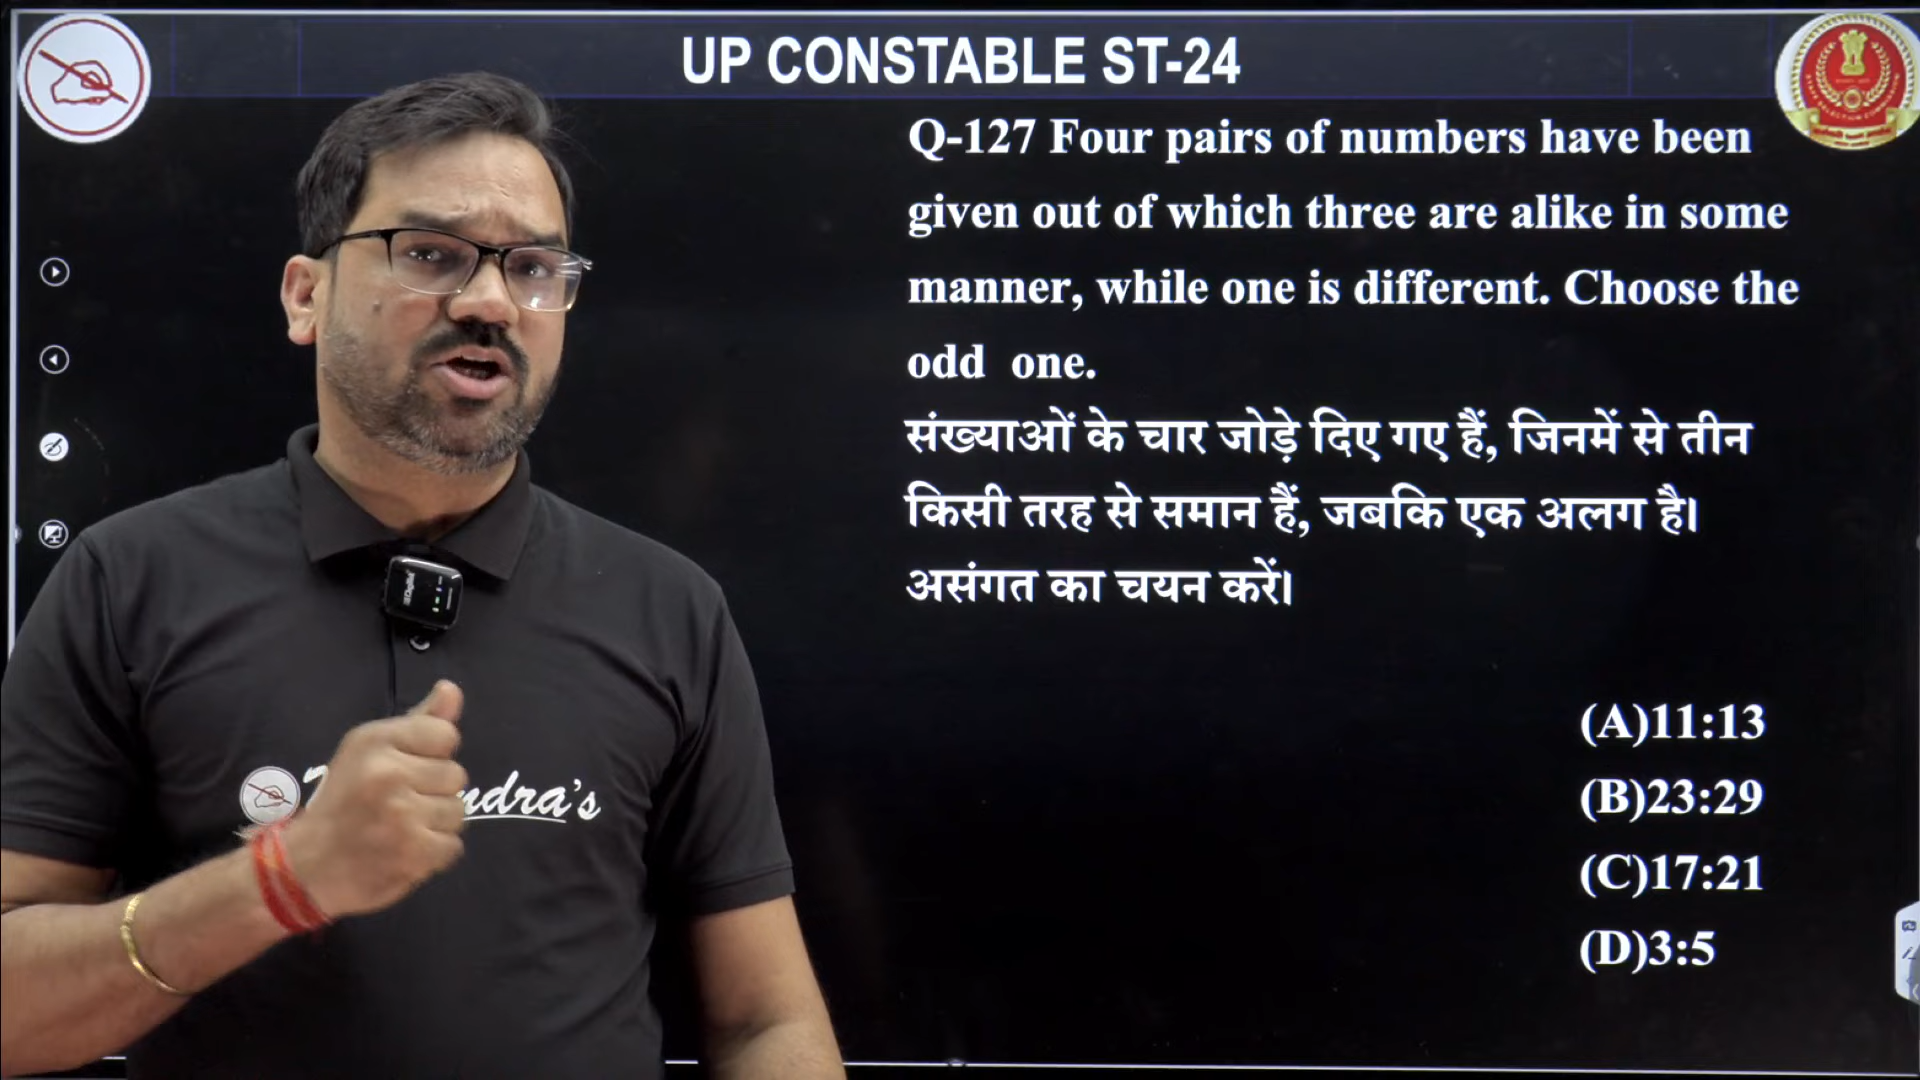 UP CONSTABLE ST-24
Q-127 Four pairs of numbers have been
given out of which three are alike in some
manner, while one is different. Choose the
odd one.
संख्याओं के चार जोड़े दिए गए हैं, जिनमें से तीन
किसी तरह से समान हैं, जबकि एक अलग है।
असंगत का चयन करें।
(A)11:13
(B)23:29
(C)17:21
(D)3:5